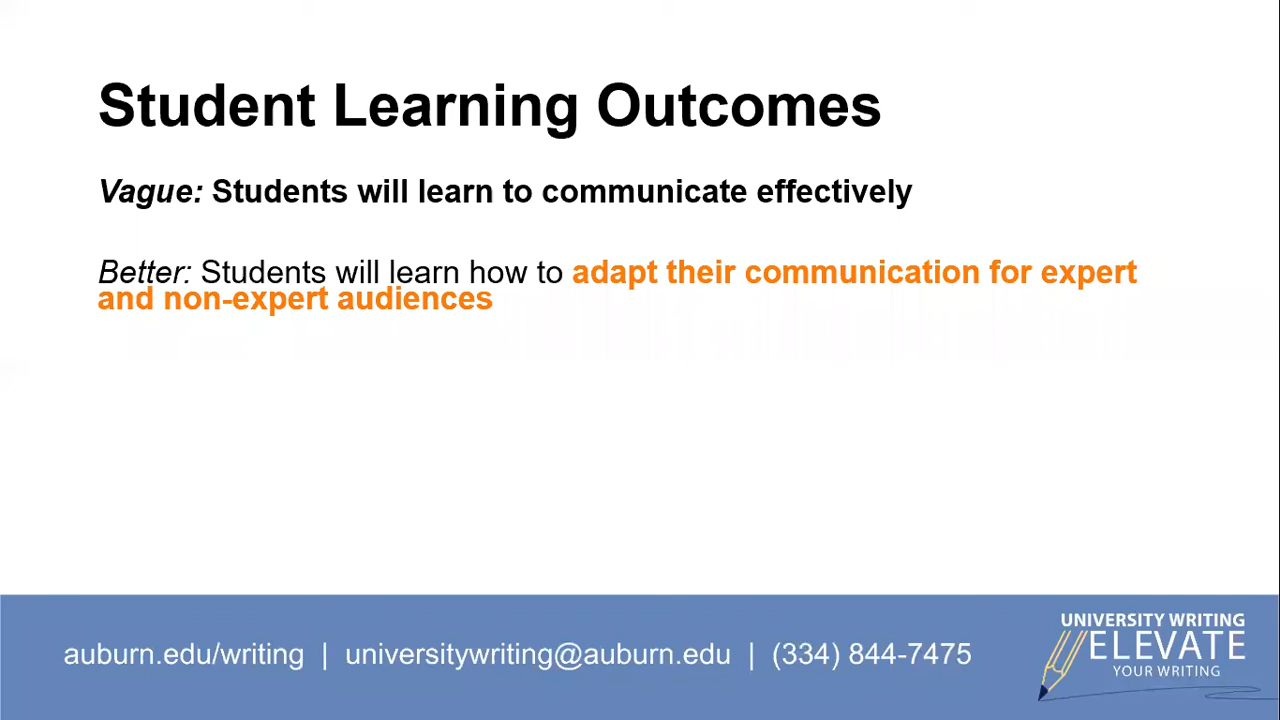 Student Learning Outcomes
Vague: Students will learn to communicate effectively
Better: Students will learn how to adapt their communication for expert
and non-expert audiences
auburn.edu/writing | universitywriting@auburn.edu | (334) 844-7475
UNIVERSITY WRITING
ELEVATE
YOUR WRITING